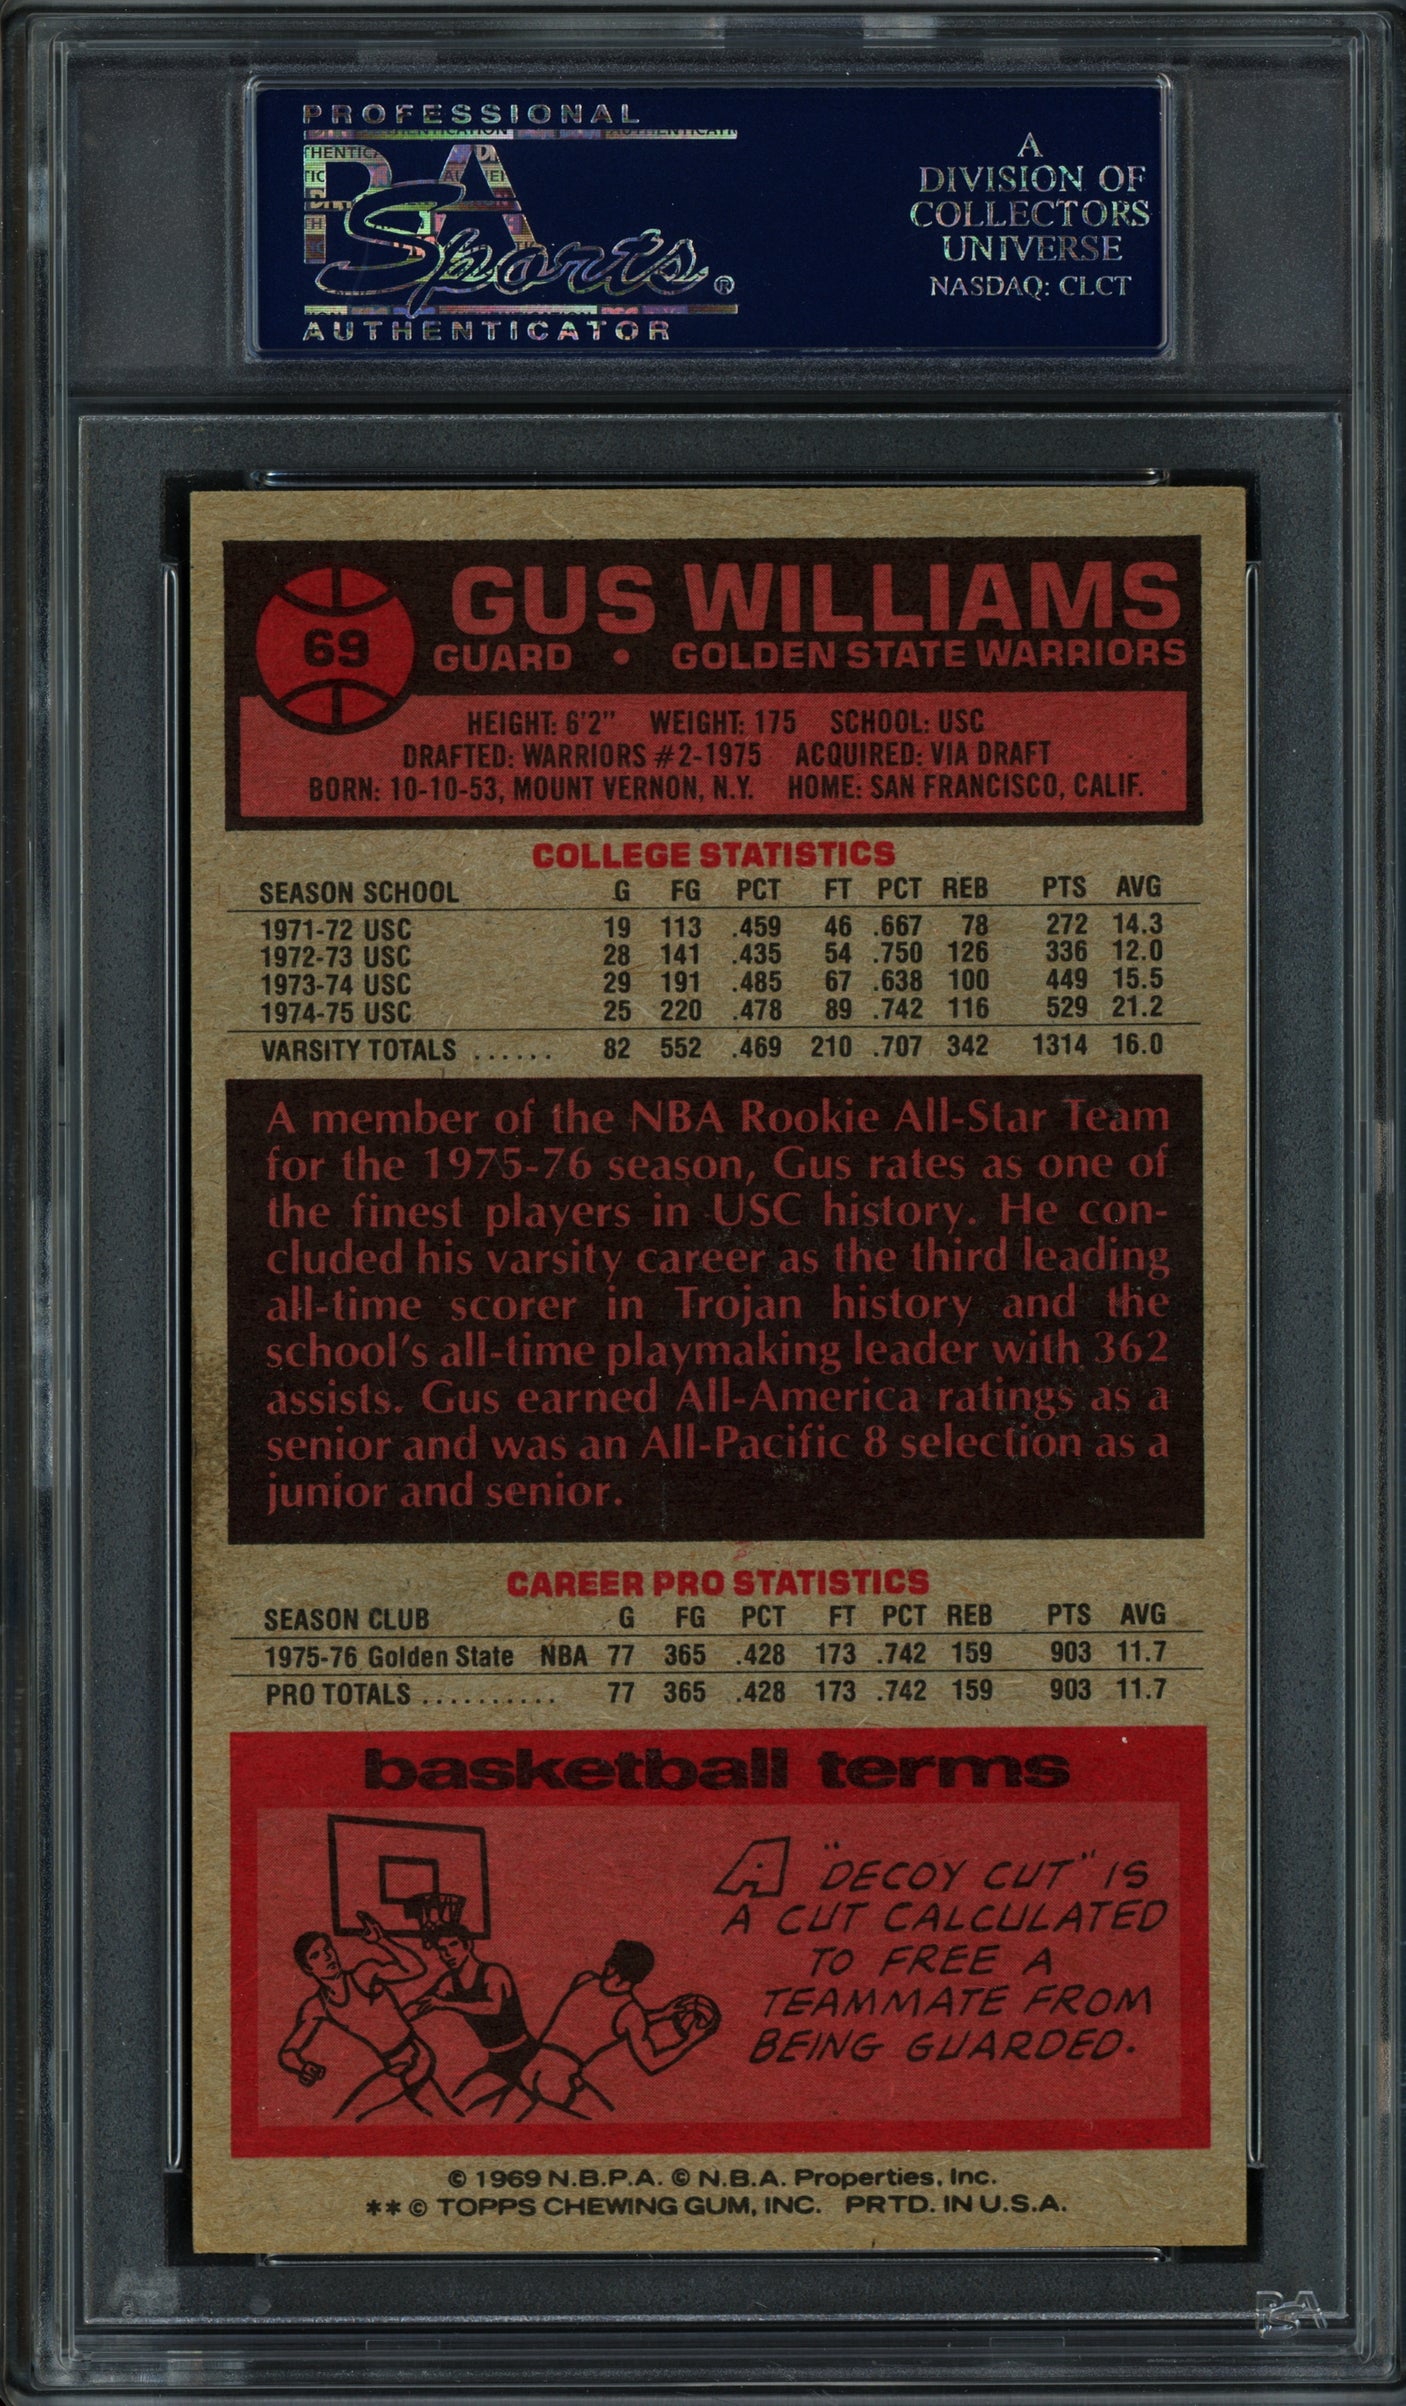 PROFESSIONAL
PSA Sports®
AUTHENTICATOR
A
DIVISION OF
COLLECTORS
UNIVERSE
NASDAQ: CLCT
69
GUS WILLIAMS
GUARD • GOLDEN STATE WARRIORS
HEIGHT: 6'2" WEIGHT: 175 SCHOOL: USC
DRAFTED: WARRIORS #2-1975 ACQUIRED: VIA DRAFT
BORN: 10-10-53, MOUNT VERNON, N.Y. HOME: SAN FRANCISCO, CALIF.
COLLEGE STATISTICS
SEASON SCHOOL G FG PCT FT PCT REB PTS AVG
1971-72 USC 19 113 .459 46 .667 78 272 14.3
1972-73 USC 28 141 .435 54 .750 126 336 12.0
1973-74 USC 29 191 .485 67 .638 100 449 15.5
1974-75 USC 25 220 .478 89 .742 116 529 21.2
VARSITY TOTALS ...... 82 552 .469 210 .707 342 1314 16.0
A member of the NBA Rookie All-Star Team
for the 1975-76 season, Gus rates as one of
the finest players in USC history. He con-
cluded his varsity career as the third leading
all-time scorer in Trojan history and the
school's all-time playmaking leader with 362
assists. Gus earned All-America ratings as a
senior and was an All-Pacific 8 selection as a
junior and senior.
CAREER PRO STATISTICS
SEASON CLUB G FG PCT FT PCT REB PTS AVG
1975-76 Golden State NBA 77 365 .428 173 .742 159 903 11.7
PRO TOTALS .......... 77 365 .428 173 .742 159 903 11.7
basketball terms
A "DECOY CUT" IS
A CUT CALCULATED
TO FREE A
TEAMMATE FROM
BEING GUARDED.
© 1969 N.B.P.A. © N.B.A. Properties, Inc.
** © TOPPS CHEWING GUM, INC. PRTD. IN U.S.A.
PSA